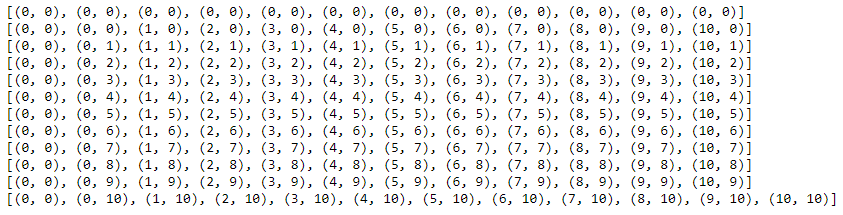 [(0, 0), (0, 0), (0, 0), (0, 0), (0, 0), (0, 0), (0, 0), (0, 0), (0, 0), (0, 0), (0, 0), (0, 0)]
[(0, 0), (0, 0), (1, 0), (2, 0), (3, 0), (4, 0), (5, 0), (6, 0), (7, 0), (8, 0), (9, 0), (10, 0)]
[(0, 0), (0, 1), (1, 1), (2, 1), (3, 1), (4, 1), (5, 1), (6, 1), (7, 1), (8, 1), (9, 1), (10, 1)]
[(0, 0), (0, 2), (1, 2), (2, 2), (3, 2), (4, 2), (5, 2), (6, 2), (7, 2), (8, 2), (9, 2), (10, 2)]
[(0, 0), (0, 3), (1, 3), (2, 3), (3, 3), (4, 3), (5, 3), (6, 3), (7, 3), (8, 3), (9, 3), (10, 3)]
[(0, 0), (0, 4), (1, 4), (2, 4), (3, 4), (4, 4), (5, 4), (6, 4), (7, 4), (8, 4), (9, 4), (10, 4)]
[(0, 0), (0, 5), (1, 5), (2, 5), (3, 5), (4, 5), (5, 5), (6, 5), (7, 5), (8, 5), (9, 5), (10, 5)]
[(0, 0), (0, 6), (1, 6), (2, 6), (3, 6), (4, 6), (5, 6), (6, 6), (7, 6), (8, 6), (9, 6), (10, 6)]
[(0, 0), (0, 7), (1, 7), (2, 7), (3, 7), (4, 7), (5, 7), (6, 7), (7, 7), (8, 7), (9, 7), (10, 7)]
[(0, 0), (0, 8), (1, 8), (2, 8), (3, 8), (4, 8), (5, 8), (6, 8), (7, 8), (8, 8), (9, 8), (10, 8)]
[(0, 0), (0, 9), (1, 9), (2, 9), (3, 9), (4, 9), (5, 9), (6, 9), (7, 9), (8, 9), (9, 9), (10, 9)]
[(0, 0), (0, 10), (1, 10), (2, 10), (3, 10), (4, 10), (5, 10), (6, 10), (7, 10), (8, 10), (9, 10), (10, 10)]